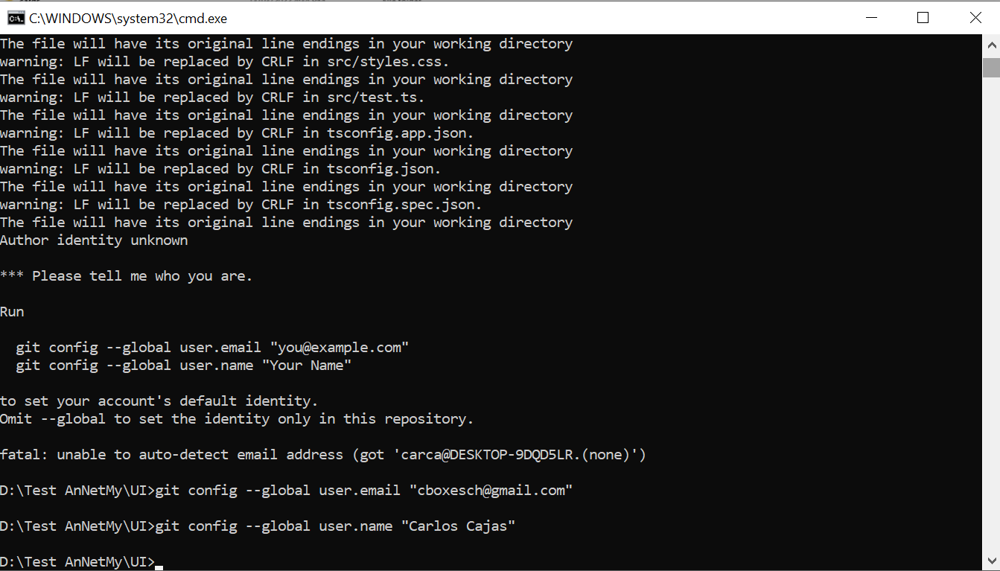 C:\WINDOWS\system32\cmd.exe
The file will have its original line endings in your working directory
warning: LF will be replaced by CRLF in src/styles.css.
The file will have its original line endings in your working directory
warning: LF will be replaced by CRLF in src/test.ts.
The file will have its original line endings in your working directory
warning: LF will be replaced by CRLF in tsconfig.app.json.
The file will have its original line endings in your working directory
warning: LF will be replaced by CRLF in tsconfig.json.
The file will have its original line endings in your working directory
warning: LF will be replaced by CRLF in tsconfig.spec.json.
The file will have its original line endings in your working directory
Author identity unknown
*** Please tell me who you are.
Run
git config --global user.email "you@example.com"
git config --global user.name "Your Name"
to set your account's default identity.
Omit --global to set the identity only in this repository.
fatal: unable to auto-detect email address (got 'carca@DESKTOP-9DQD5LR.(none)')
D:\Test AnNetMy\UI>git config --global user.email "cboxesch@gmail.com"
D:\Test AnNetMy\UI>git config --global user.name "Carlos Cajas"
D:\Test AnNetMy\UI>